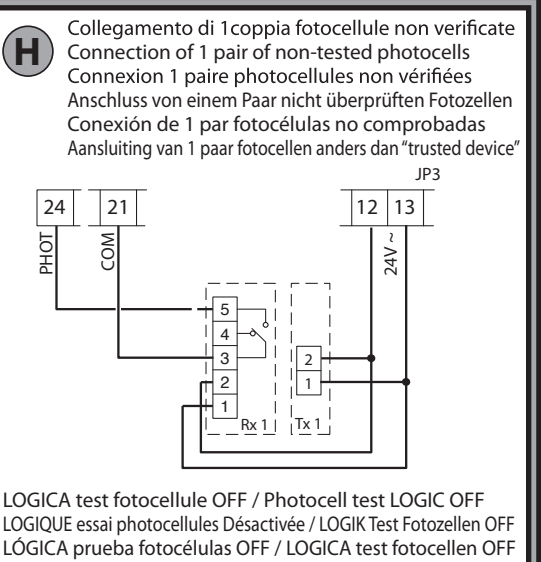 H
Collegamento di 1coppia fotocellule non verificate
Connection of 1 pair of non-tested photocells
Connexion 1 paire photocellules non vérifiées
Anschluss von einem Paar nicht überprüften Fotozellen
Conexión de 1 par fotocélulas no comprobadas
Aansluiting van 1 paar fotocellen anders dan “trusted device”
JP3
24 21 12 13
PHOT COM 24V ~
5
4
3
2
1
Rx 1
2
1
Tx 1
LOGICA test fotocellule OFF / Photocell test LOGIC OFF
LOGIQUE essai photocellules Désactivée / LOGIK Test Fotozellen OFF
LÓGICA prueba fotocélulas OFF / LOGICA test fotocellen OFF